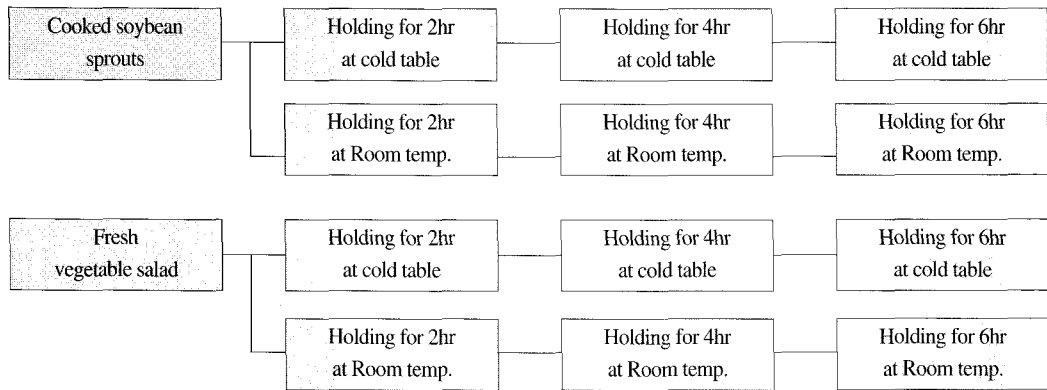 Cooked soybean
sprouts
Holding for 2hr
at cold table
Holding for 4hr
at cold table
Holding for 6hr
at cold table
Holding for 2hr
at Room temp.
Holding for 4hr
at Room temp.
Holding for 6hr
at Room temp.
Fresh
vegetable salad
Holding for 2hr
at cold table
Holding for 4hr
at cold table
Holding for 6hr
at cold table
Holding for 2hr
at Room temp.
Holding for 4hr
at Room temp.
Holding for 6hr
at Room temp.